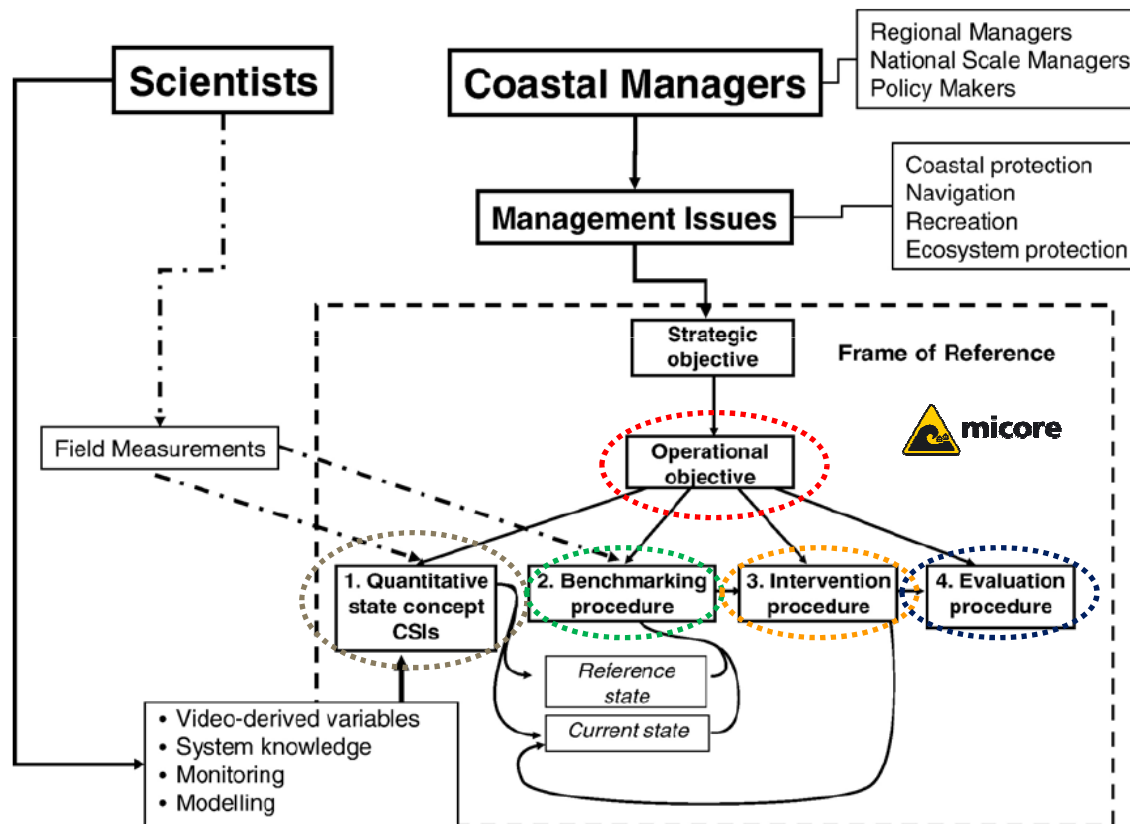 Scientists
Coastal Managers
Regional Managers
National Scale Managers
Policy Makers
Management Issues
Coastal protection
Navigation
Recreation
Ecosystem protection
Strategic
objective
Frame of Reference
micore
Field Measurements
Operational
objective
1. Quantitative
state concept
CSIs
2. Benchmarking
procedure
3. Intervention
procedure
4. Evaluation
procedure
Reference
state
Current state
• Video-derived variables
• System knowledge
• Monitoring
• Modelling